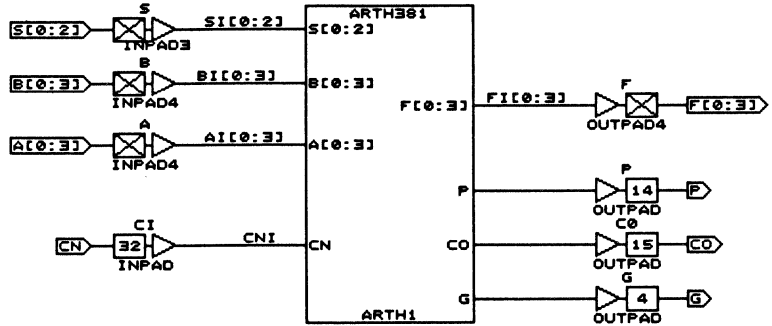 S ARTH381
S[0:2] SI[0:2] S[0:2]
INPAD3
B
B[0:3] BI[0:3] B[0:3]
INPAD4
F
F[0:3] FI[0:3] F[0:3]
OUTPAD4
A
A[0:3] AI[0:3] A[0:3]
INPAD4
P
P 14 P
OUTPAD
CI
CN 32 CNI CN
INPAD
C0
CO 15 CO
OUTPAD
G
G 4 G
OUTPAD
ARTH1